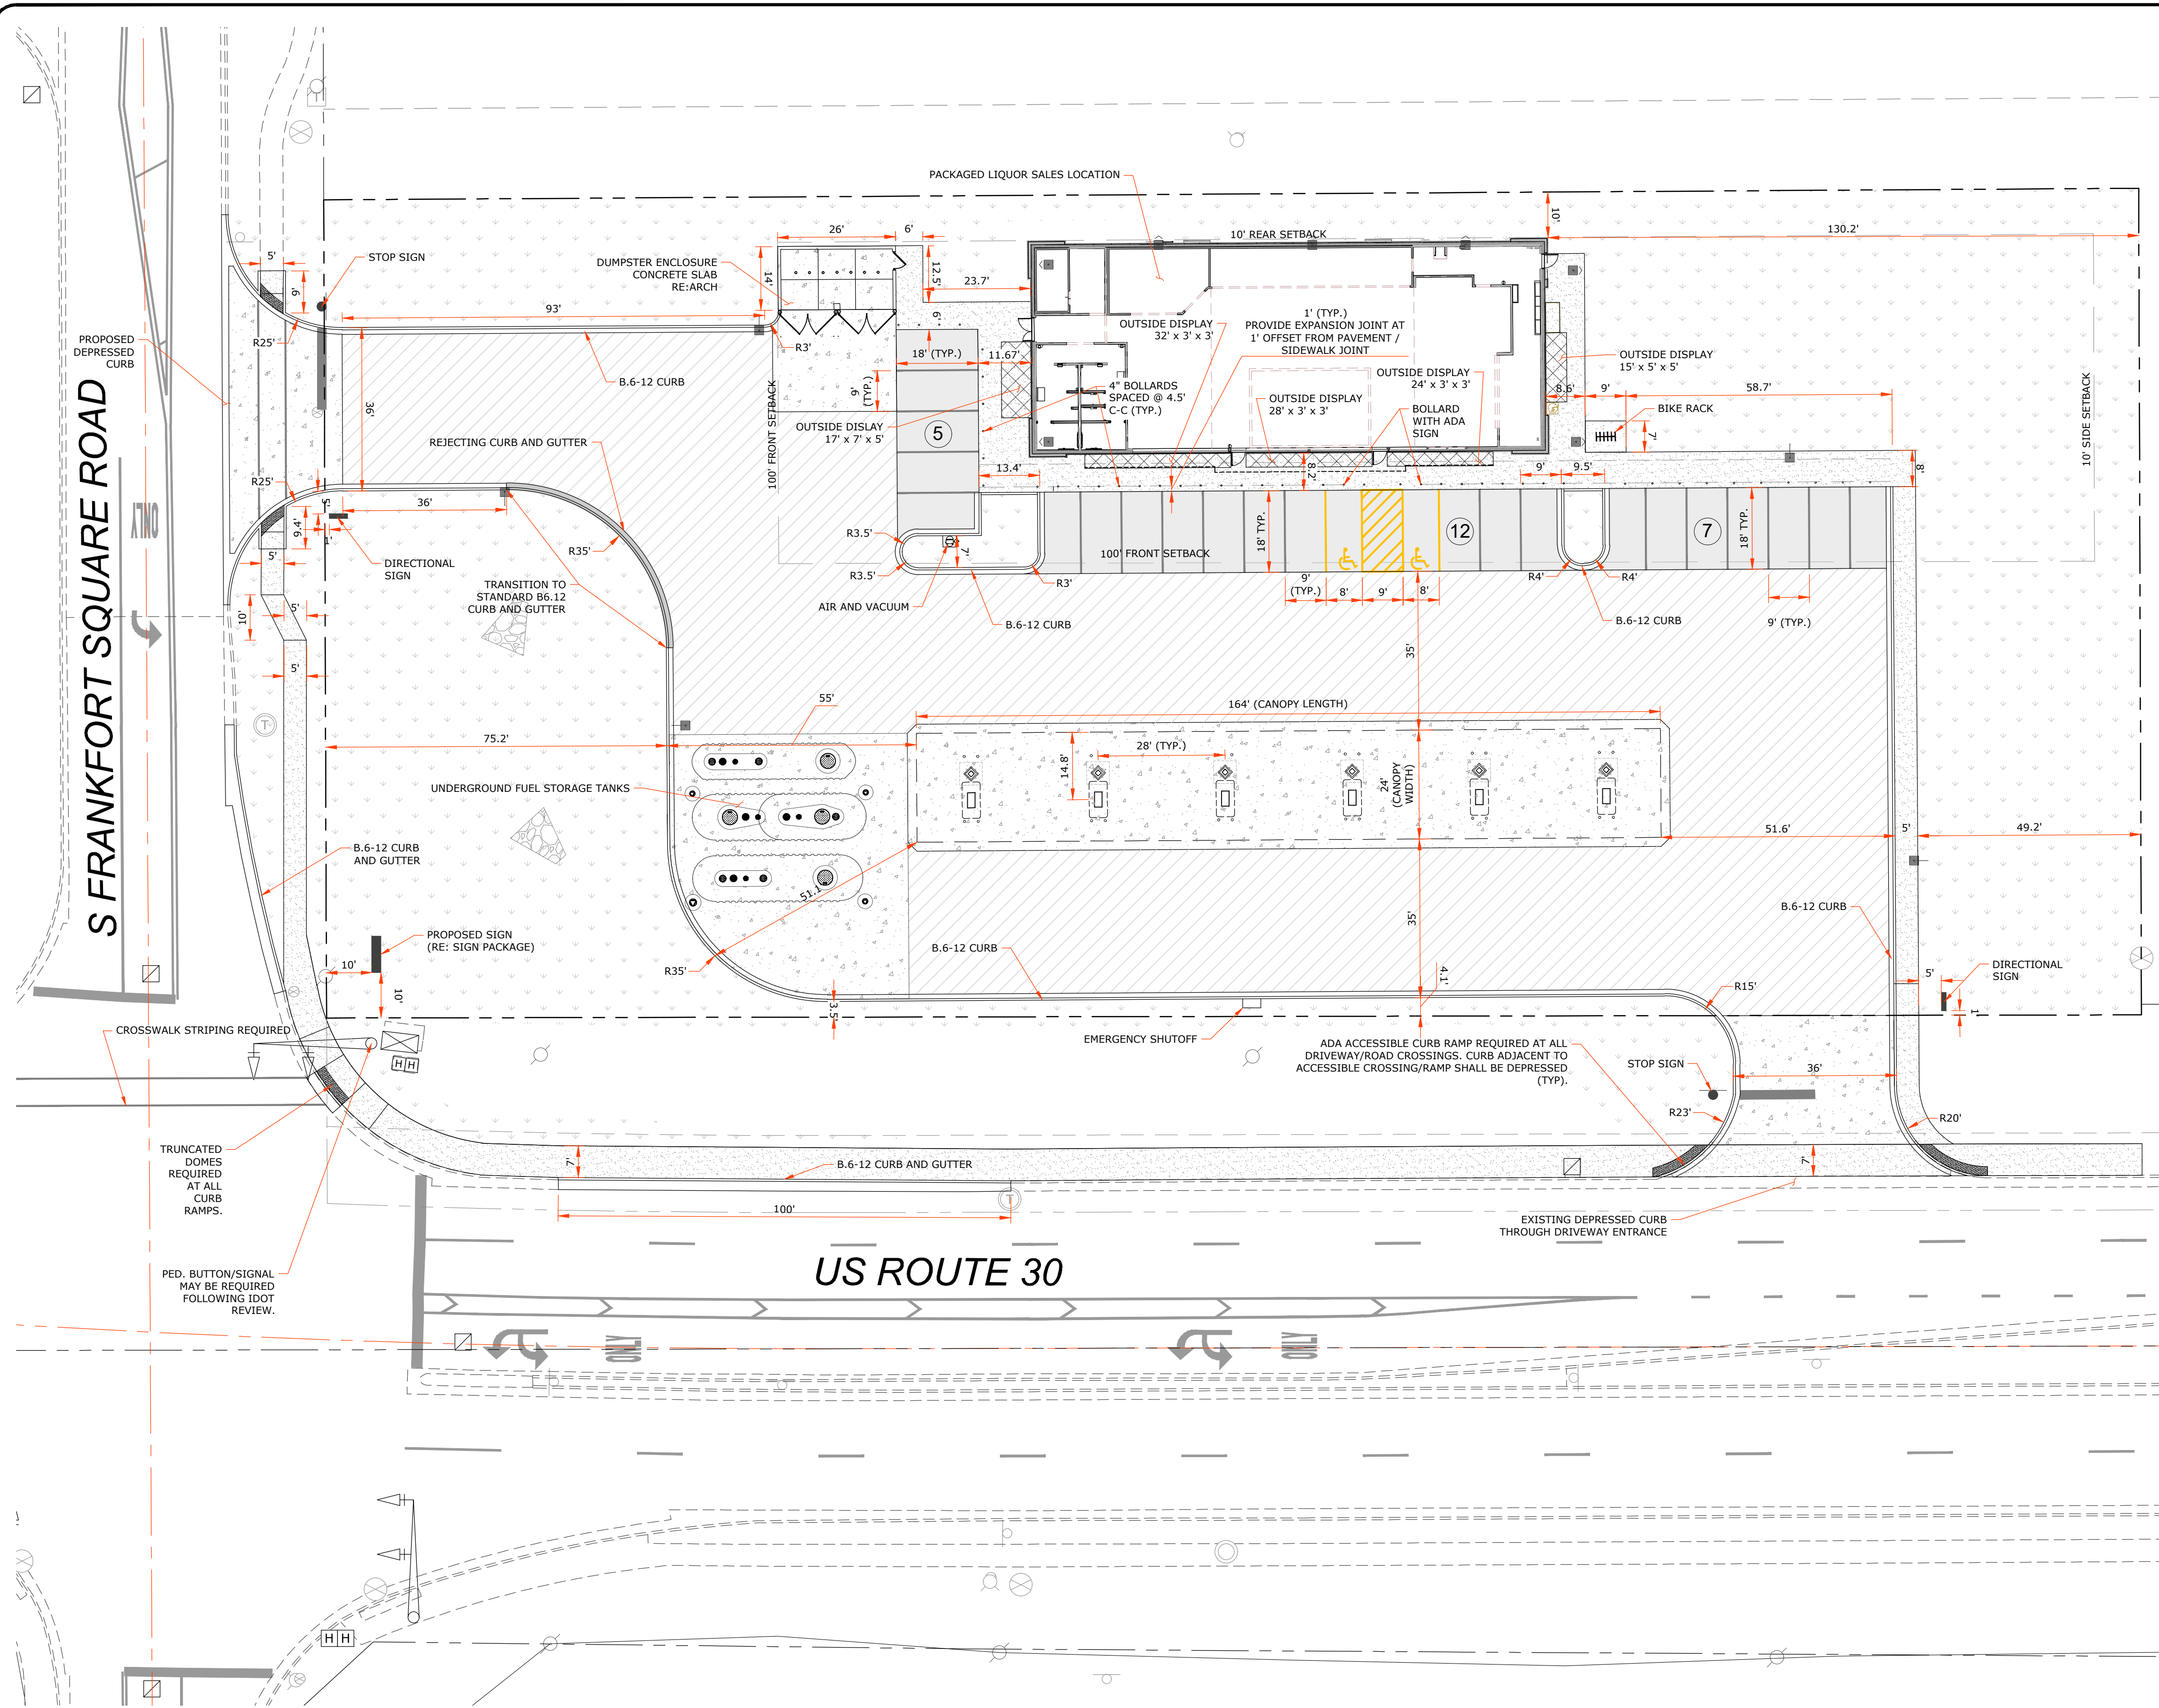 PACKAGED LIQUOR SALES LOCATION
10'
130.2'
26'
6'
10' REAR SETBACK
5'
STOP SIGN
DUMPSTER ENCLOSURE
CONCRETE SLAB
RE:ARCH
14'
12.5'
23.7'
6'
93'
6'
R25'
R3'
PROPOSED
DEPRESSED
CURB
1' (TYP.)
PROVIDE EXPANSION JOINT AT
1' OFFSET FROM PAVEMENT /
SIDEWALK JOINT
OUTSIDE DISPLAY
32' x 3' x 3'
18' (TYP.)
11.67'
OUTSIDE DISPLAY
15' x 5' x 5'
B.6-12 CURB
36'
100' FRONT SETBACK
9'
(TYP.)
4" BOLLARDS
SPACED @ 4.5'
C-C (TYP.)
OUTSIDE DISPLAY
24' x 3' x 3'
OUTSIDE DISPLAY
28' x 3' x 3'
BOLLARD
WITH ADA
SIGN
8.6'
9'
58.7'
BIKE RACK
7'
10' SIDE SETBACK
S FRANKFORT SQUARE ROAD
ONLY
REJECTING CURB AND GUTTER
OUTSIDE DISLAY
17' x 7' x 5'
5
R25'
36'
13.4'
8.2'
9'
9.5'
8'
5'
1'
6.4'
5'
DIRECTIONAL
SIGN
R35'
R3.5'
R3.5'
7'
R3'
100' FRONT SETBACK
18' TYP.
12
7
18' TYP.
TRANSITION TO
STANDARD B6.12
CURB AND GUTTER
AIR AND VACUUM
B.6-12 CURB
9'
(TYP.)
8'
9'
8'
R4'
R4'
B.6-12 CURB
9' (TYP.)
10'
5'
5'
35'
55'
164' (CANOPY LENGTH)
75.2'
28' (TYP.)
14.8'
24'
(CANOPY
WIDTH)
UNDERGROUND FUEL STORAGE TANKS
T
51.6'
5'
49.2'
B.6-12 CURB
AND GUTTER
51.1'
35'
B.6-12 CURB
PROPOSED SIGN
(RE: SIGN PACKAGE)
10'
10'
R35'
B.6-12 CURB
4.1'
3.5'
R15'
5'
DIRECTIONAL
SIGN
1'
CROSSWALK STRIPING REQUIRED
H H
EMERGENCY SHUTOFF
ADA ACCESSIBLE CURB RAMP REQUIRED AT ALL
DRIVEWAY/ROAD CROSSINGS. CURB ADJACENT TO
ACCESSIBLE CROSSING/RAMP SHALL BE DEPRESSED
(TYP).
STOP SIGN
36'
R23'
R20'
TRUNCATED
DOMES
REQUIRED
AT ALL
CURB
RAMPS.
7'
B.6-12 CURB AND GUTTER
7'
T
100'
EXISTING DEPRESSED CURB
THROUGH DRIVEWAY ENTRANCE
US ROUTE 30
PED. BUTTON/SIGNAL
MAY BE REQUIRED
FOLLOWING IDOT
REVIEW.
ONLY
ONLY
H H